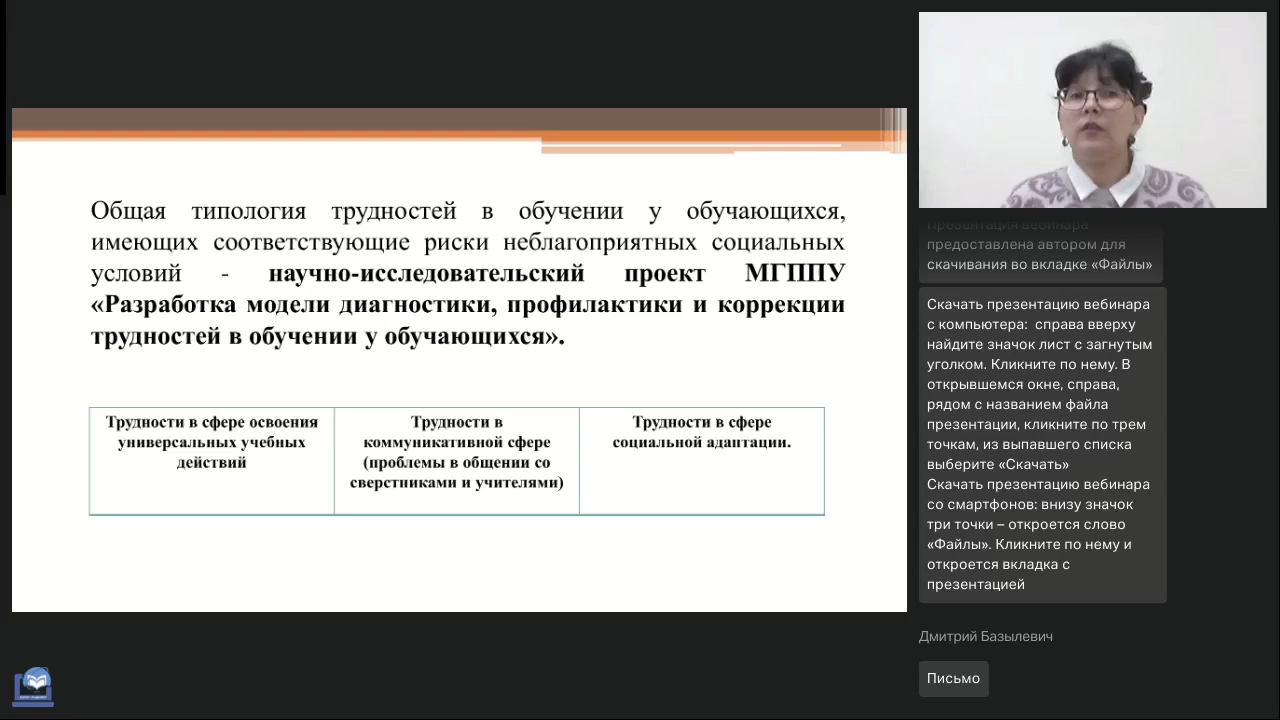 Общая типология трудностей в обучении у обучающихся,
имеющих соответствующие риски неблагоприятных социальных
условий - научно-исследовательский проект МГППУ
«Разработка модели диагностики, профилактики и коррекции
трудностей в обучении у обучающихся».
Трудности в сфере освоения
универсальных учебных
действий
Трудности в
коммуникативной сфере
(проблемы в общении со
сверстниками и учителями)
Трудности в сфере
социальной адаптации.
Презентация вебинара
предоставлена автором для
скачивания во вкладке «Файлы»
Скачать презентацию вебинара
с компьютера: справа вверху
найдите значок лист с загнутым
уголком. Кликните по нему. В
открывшемся окне, справа,
рядом с названием файла
презентации, кликните по трем
точкам, из выпавшего списка
выберите «Скачать»
Скачать презентацию вебинара
со смартфонов: внизу значок
три точки – откроется слово
«Файлы». Кликните по нему и
откроется вкладка с
презентацией
Дмитрий Базылевич
Письмо